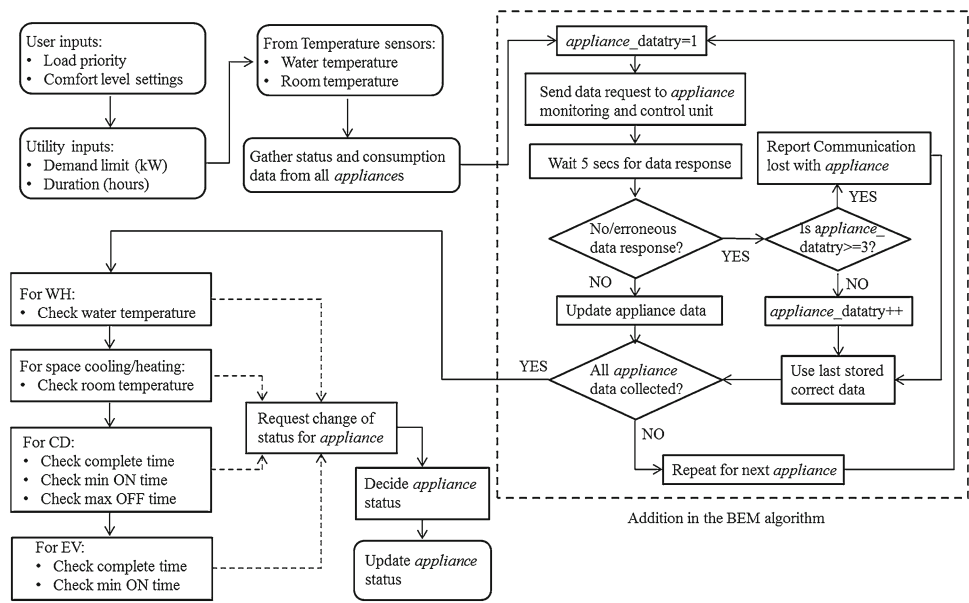 User inputs:
• Load priority
• Comfort level settings
Utility inputs:
• Demand limit (kW)
• Duration (hours)
From Temperature sensors:
• Water temperature
• Room temperature
Gather status and consumption
data from all appliances
appliance_datatry=1
Send data request to appliance
monitoring and control unit
Wait 5 secs for data response
No/erroneous
data response?
YES
Is appliance_
datatry>=3?
YES
Report Communication
lost with appliance
NO
appliance_datatry++
Use last stored
correct data
NO
Update appliance data
All appliance
data collected?
YES
NO
Repeat for next appliance
Addition in the BEM algorithm
For WH:
• Check water temperature
For space cooling/heating:
• Check room temperature
For CD:
• Check complete time
• Check min ON time
• Check max OFF time
For EV:
• Check complete time
• Check min ON time
Request change of
status for appliance
Decide appliance
status
Update appliance
status